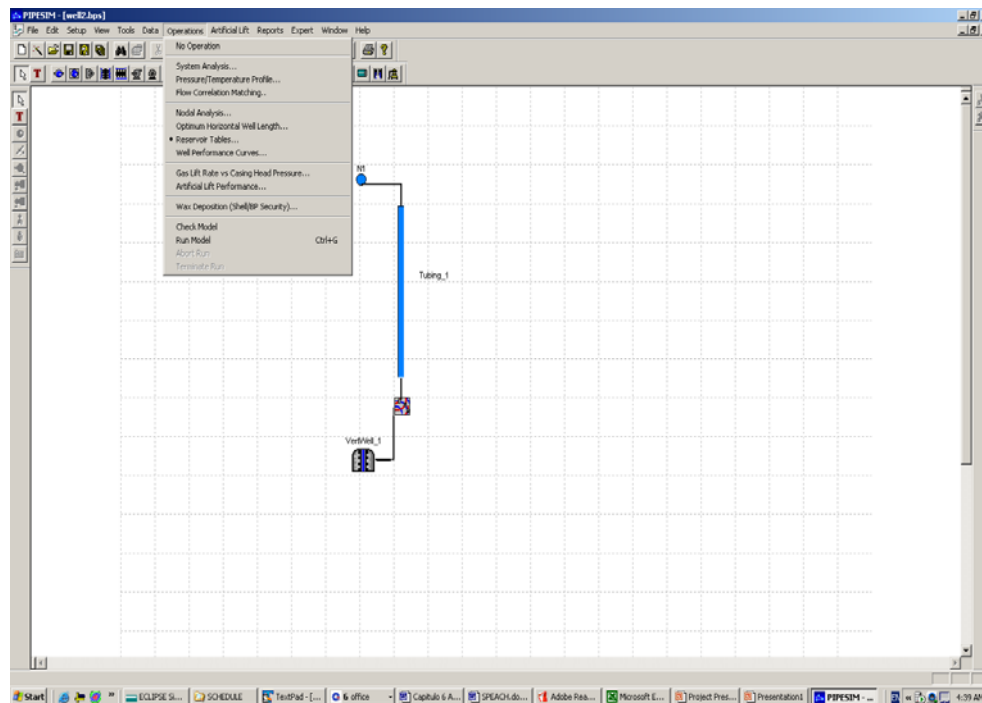 PIPESIM - [well2.bps]
File Edit Setup View Tools Data Operations Artificial Lift Reports Expert Window Help
No Operation
System Analysis...
Pressure/Temperature Profile...
Flow Correlation Matching...
Nodal Analysis...
Optimum Horizontal Well Length...
Reservoir Tables...
Well Performance Curves...
Gas Lift Rate vs Casing Head Pressure...
Artificial Lift Performance...
Wax Deposition (Shell/BP Security)...
Check Model
Run Model Ctrl+G
Abort Run
Terminate Run
T
T
N1
Tubing_1
VertWell_1
Start ECLIPSE Si... SCHEDULE TextPad - [... 6 office Capitulo 6 A... SPEACH.do... Adobe Rea... Microsoft E... Project Pres... Presentation1 PIPESIM - ... 4:39 AM